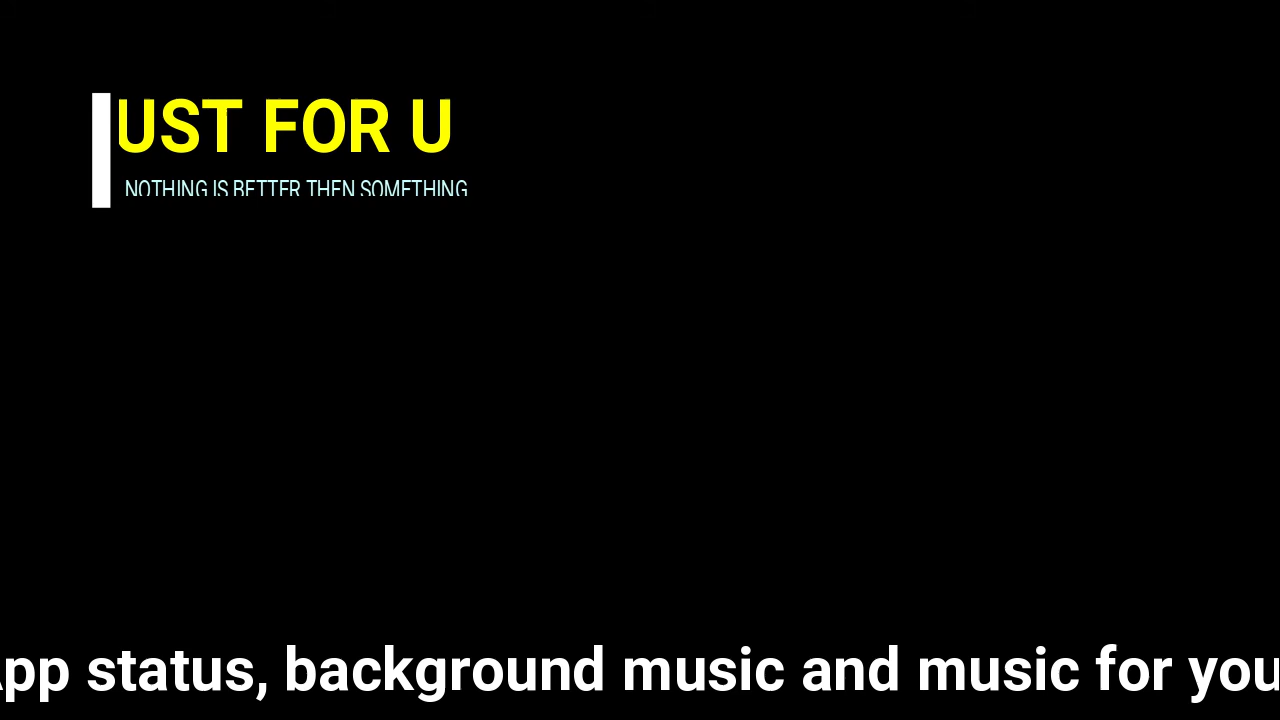 UST FOR U
NOTHING IS BETTER THEN SOMETHING
pp status, background music and music for you